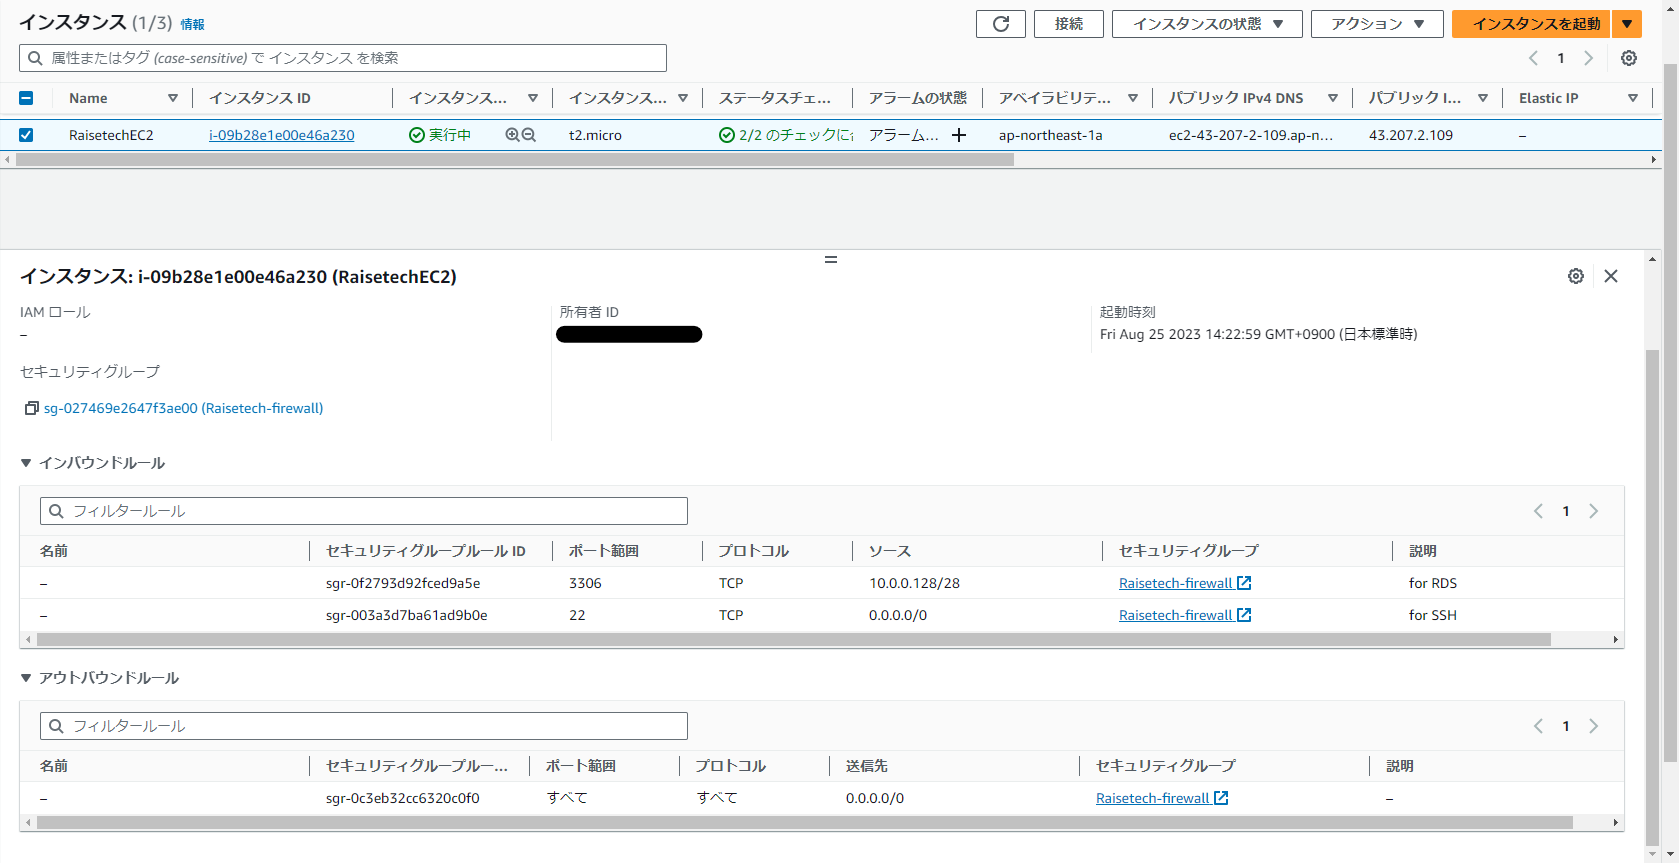 インスタンス (1/3) 情報
接続 インスタンスの状態 アクション インスタンスを起動
属性またはタグ (case-sensitive) で インスタンス を検索 1
Name インスタンス ID インスタンス... インスタンス... ステータスチェ... アラームの状態 アベイラビリテ... パブリック IPv4 DNS パブリック I... Elastic IP
RaisetechEC2 i-09b28e1e00e46a230 実行中 t2.micro 2/2 のチェックに合 アラーム... + ap-northeast-1a ec2-43-207-2-109.ap-n... 43.207.2.109 –
インスタンス: i-09b28e1e00e46a230 (RaisetechEC2)
IAM ロール 所有者 ID 起動時刻
– Fri Aug 25 2023 14:22:59 GMT+0900 (日本標準時)
セキュリティグループ
sg-027469e2647f3ae00 (Raisetech-firewall)
インバウンドルール
フィルタールール 1
名前 セキュリティグループルール ID ポート範囲 プロトコル ソース セキュリティグループ 説明
– sgr-0f2793d92fced9a5e 3306 TCP 10.0.0.128/28 Raisetech-firewall for RDS
– sgr-003a3d7ba61ad9b0e 22 TCP 0.0.0.0/0 Raisetech-firewall for SSH
アウトバウンドルール
フィルタールール 1
名前 セキュリティグループルー... ポート範囲 プロトコル 送信先 セキュリティグループ 説明
– sgr-0c3eb32cc6320c0f0 すべて すべて 0.0.0.0/0 Raisetech-firewall –